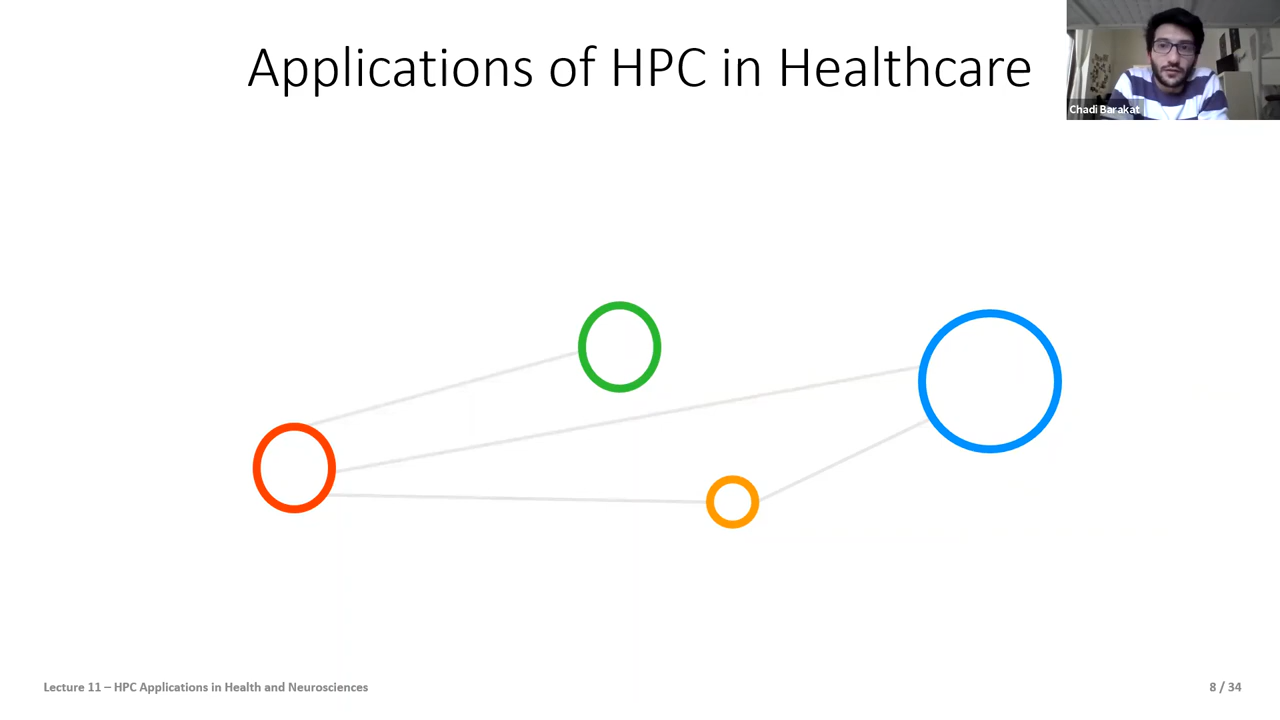 Applications of HPC in Healthcare
Chadi Barakat
Lecture 11 – HPC Applications in Health and Neurosciences
8 / 34